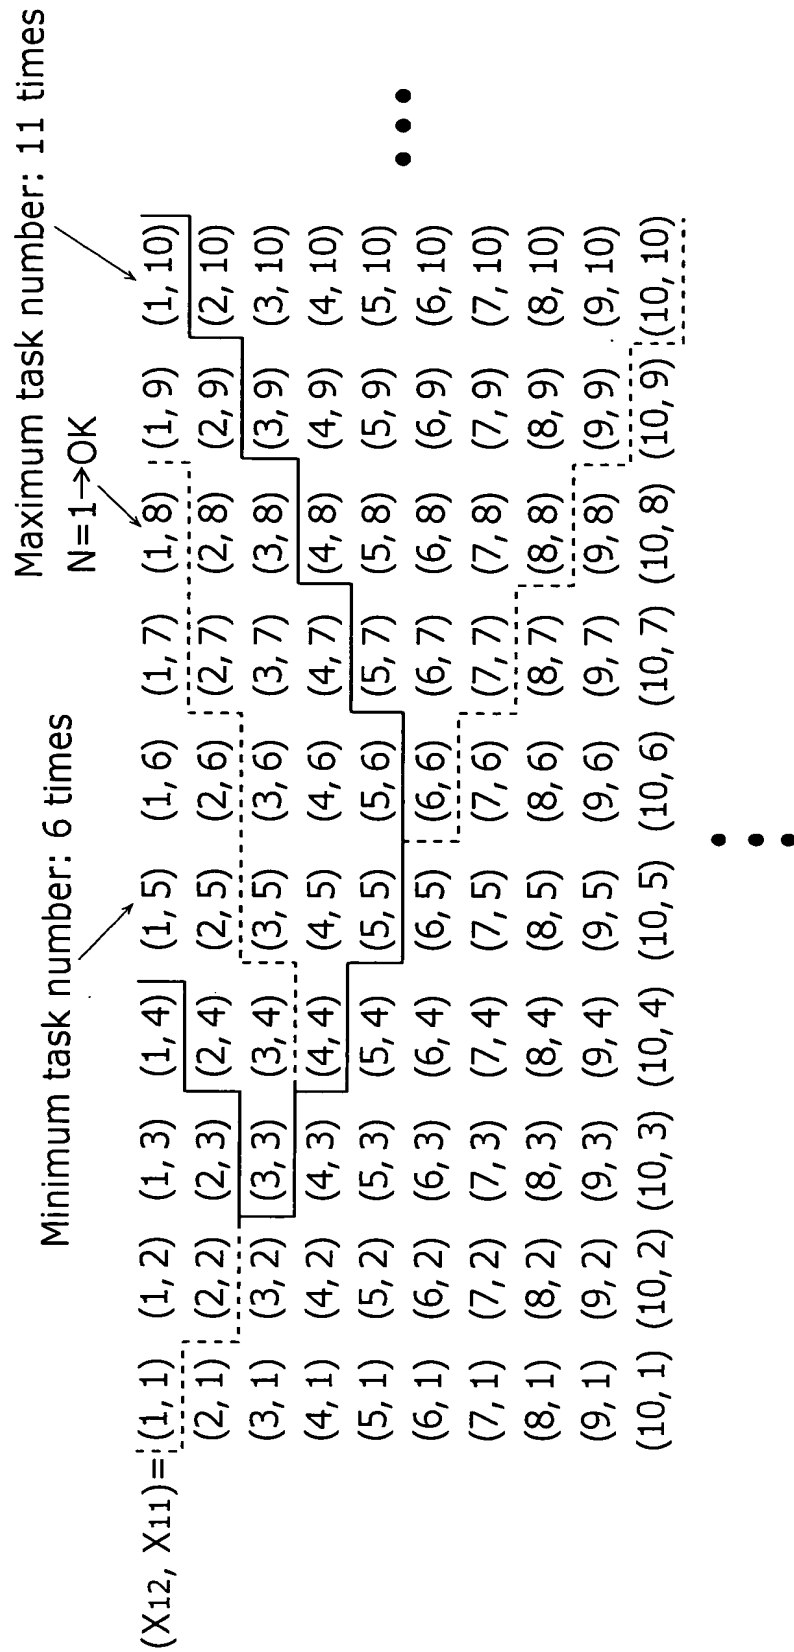 Maximum task number: 11 times
N=1→OK
Minimum task number: 6 times
(X12, X11)= (1, 1) (1, 2) (1, 3) (1, 4) (1, 5) (1, 6) (1, 7) (1, 8) (1, 9) (1, 10)
(2, 1) (2, 2) (2, 3) (2, 4) (2, 5) (2, 6) (2, 7) (2, 8) (2, 9) (2, 10)
(3, 1) (3, 2) (3, 3) (3, 4) (3, 5) (3, 6) (3, 7) (3, 8) (3, 9) (3, 10)
(4, 1) (4, 2) (4, 3) (4, 4) (4, 5) (4, 6) (4, 7) (4, 8) (4, 9) (4, 10)
(5, 1) (5, 2) (5, 3) (5, 4) (5, 5) (5, 6) (5, 7) (5, 8) (5, 9) (5, 10)
(6, 1) (6, 2) (6, 3) (6, 4) (6, 5) (6, 6) (6, 7) (6, 8) (6, 9) (6, 10)
(7, 1) (7, 2) (7, 3) (7, 4) (7, 5) (7, 6) (7, 7) (7, 8) (7, 9) (7, 10)
(8, 1) (8, 2) (8, 3) (8, 4) (8, 5) (8, 6) (8, 7) (8, 8) (8, 9) (8, 10)
(9, 1) (9, 2) (9, 3) (9, 4) (9, 5) (9, 6) (9, 7) (9, 8) (9, 9) (9, 10)
(10, 1) (10, 2) (10, 3) (10, 4) (10, 5) (10, 6) (10, 7) (10, 8) (10, 9) (10, 10)